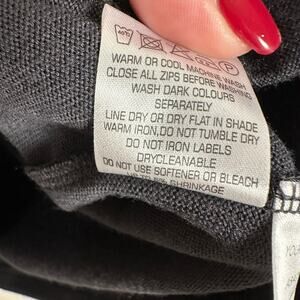 40°C
P
WARM OR COOL MACHINE WASH
CLOSE ALL ZIPS BEFORE WASHING
WASH DARK COLOURS
SEPARATELY
LINE DRY OR DRY FLAT IN SHADE
WARM IRON,DO NOT TUMBLE DRY
DO NOT IRON LABELS
DRYCLEANABLE
DO NOT USE SOFTENER OR BLEACH
SHRINKAGE